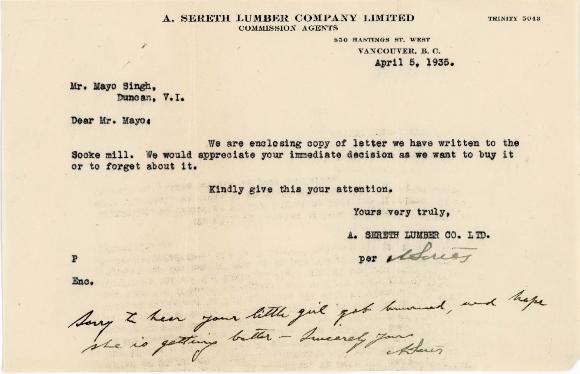 A. SERETH LUMBER COMPANY LIMITED
COMMISSION AGENTS
TRINITY 5043
850 HASTINGS ST. WEST
VANCOUVER, B. C.
April 5, 1935.
Mr. Mayo Singh,
Duncan, V.I.
Dear Mr. Mayo:
We are enclosing copy of letter we have written to the
Sooke mill. We would appreciate your immediate decision as we want to buy it
or to forget about it.
Kindly give this your attention.
Yours very truly,
A. SERETH LUMBER CO. LTD.
P per
Enc.
Sorry to hear your little girl got burned, and hope
she is getting better – Sincerely yours